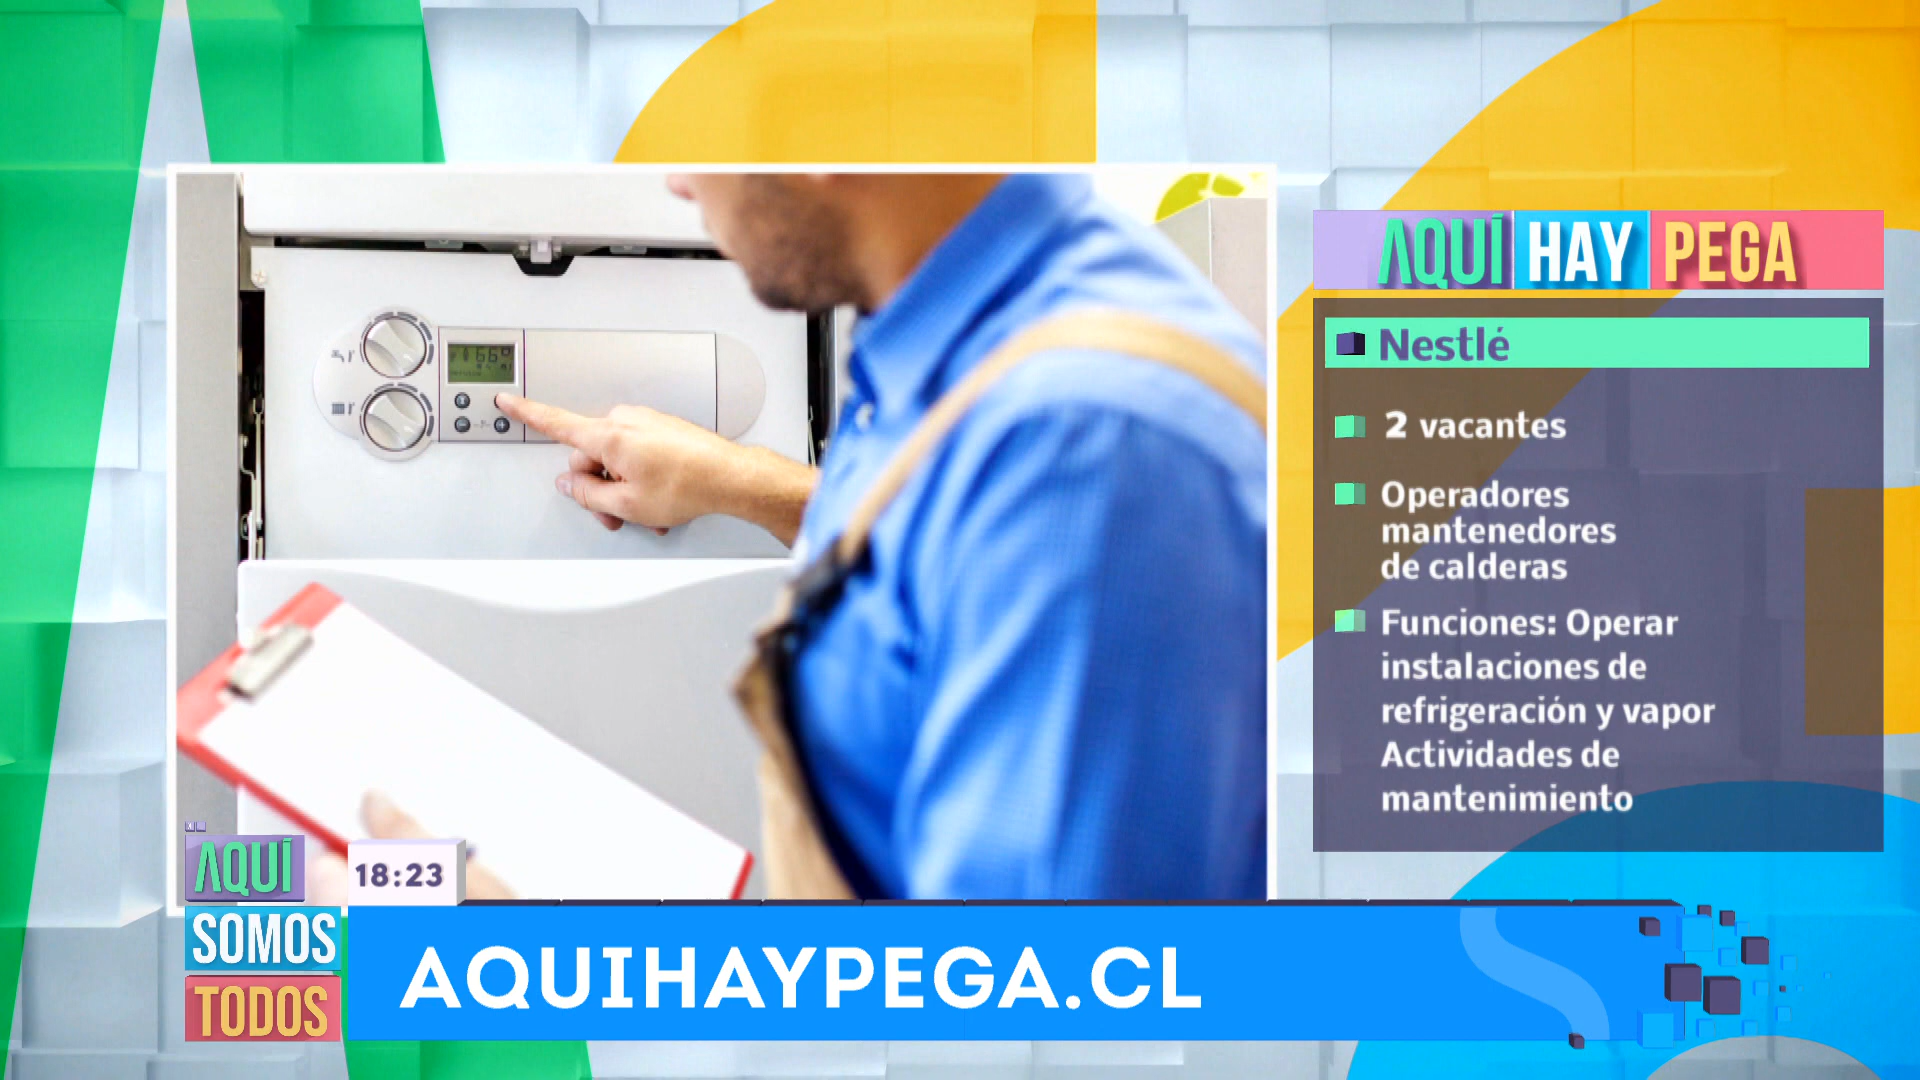 AQUÍ HAY PEGA
Nestlé
2 vacantes
Operadores
mantenedores
de calderas
Funciones: Operar
instalaciones de
refrigeración y vapor
Actividades de
mantenimiento
66°
AQUÍ
SOMOS
TODOS
18:23
AQUIHAYPEGA.CL